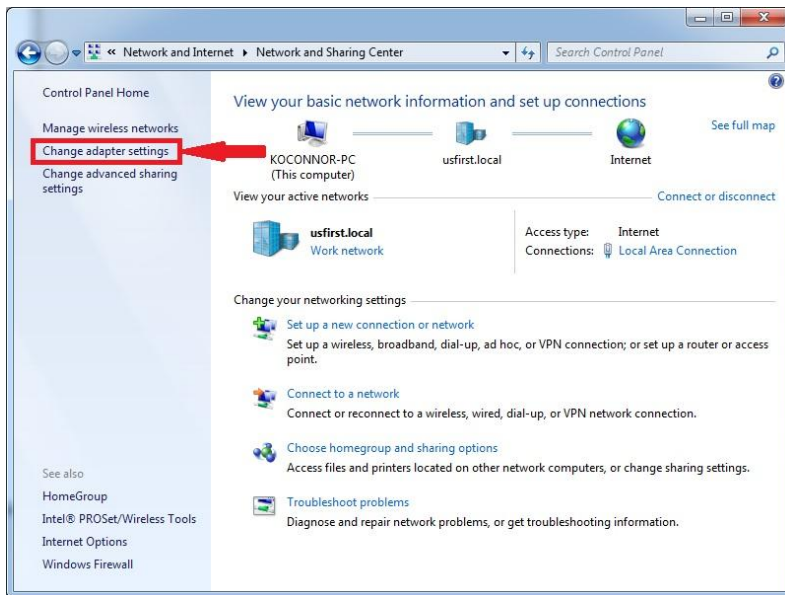 « Network and Internet ▸ Network and Sharing Center
Search Control Panel
Control Panel Home
Manage wireless networks
Change adapter settings
Change advanced sharing
settings
See also
HomeGroup
Intel® PROSet/Wireless Tools
Internet Options
Windows Firewall
View your basic network information and set up connections
See full map
KOCONNOR-PC
(This computer)
usfirst.local
Internet
View your active networks
Connect or disconnect
usfirst.local
Work network
Access type: Internet
Connections: Local Area Connection
Change your networking settings
Set up a new connection or network
Set up a wireless, broadband, dial-up, ad hoc, or VPN connection; or set up a router or access
point.
Connect to a network
Connect or reconnect to a wireless, wired, dial-up, or VPN network connection.
Choose homegroup and sharing options
Access files and printers located on other network computers, or change sharing settings.
Troubleshoot problems
Diagnose and repair network problems, or get troubleshooting information.